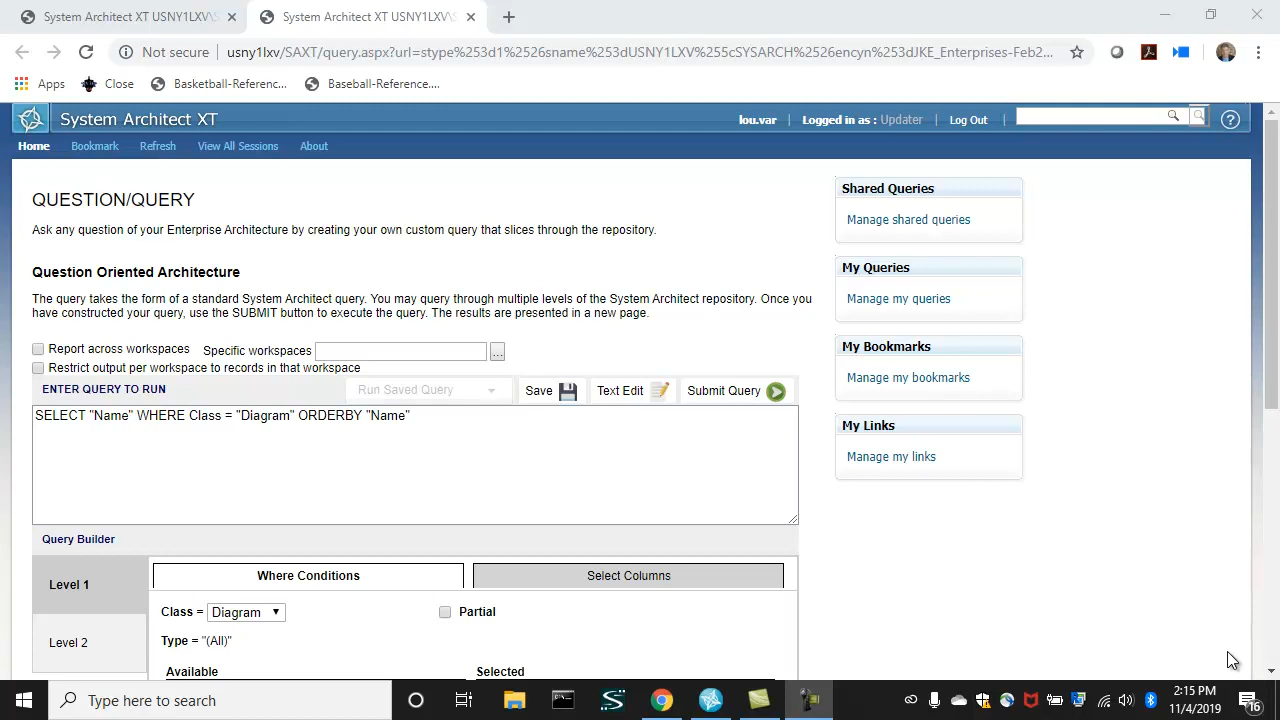 System Architect XT USNY1LXV\S
System Architect XT USNY1LXV\S
Not secure
usny1lxv/SAXT/query.aspx?url=stype%253d1%2526sname%253dUSNY1LXV%255cSYSARCH%2526encyn%253dJKE_Enterprises-Feb2...
Apps
Close
Basketball-Referenc...
Baseball-Reference....
System Architect XT
lou.var | Logged in as : Updater | Log Out |
Home Bookmark Refresh View All Sessions About
QUESTION/QUERY
Ask any question of your Enterprise Architecture by creating your own custom query that slices through the repository.
Question Oriented Architecture
The query takes the form of a standard System Architect query. You may query through multiple levels of the System Architect repository. Once you
have constructed your query, use the SUBMIT button to execute the query. The results are presented in a new page.
Report across workspaces Specific workspaces ...
Restrict output per workspace to records in that workspace
ENTER QUERY TO RUN Run Saved Query Save Text Edit Submit Query
SELECT "Name" WHERE Class = "Diagram" ORDERBY "Name"
Query Builder
Level 1
Level 2
Where Conditions Select Columns
Class = Diagram Partial
Type = "(All)"
Available Selected
Shared Queries
Manage shared queries
My Queries
Manage my queries
My Bookmarks
Manage my bookmarks
My Links
Manage my links
Type here to search
2:15 PM
11/4/2019
16